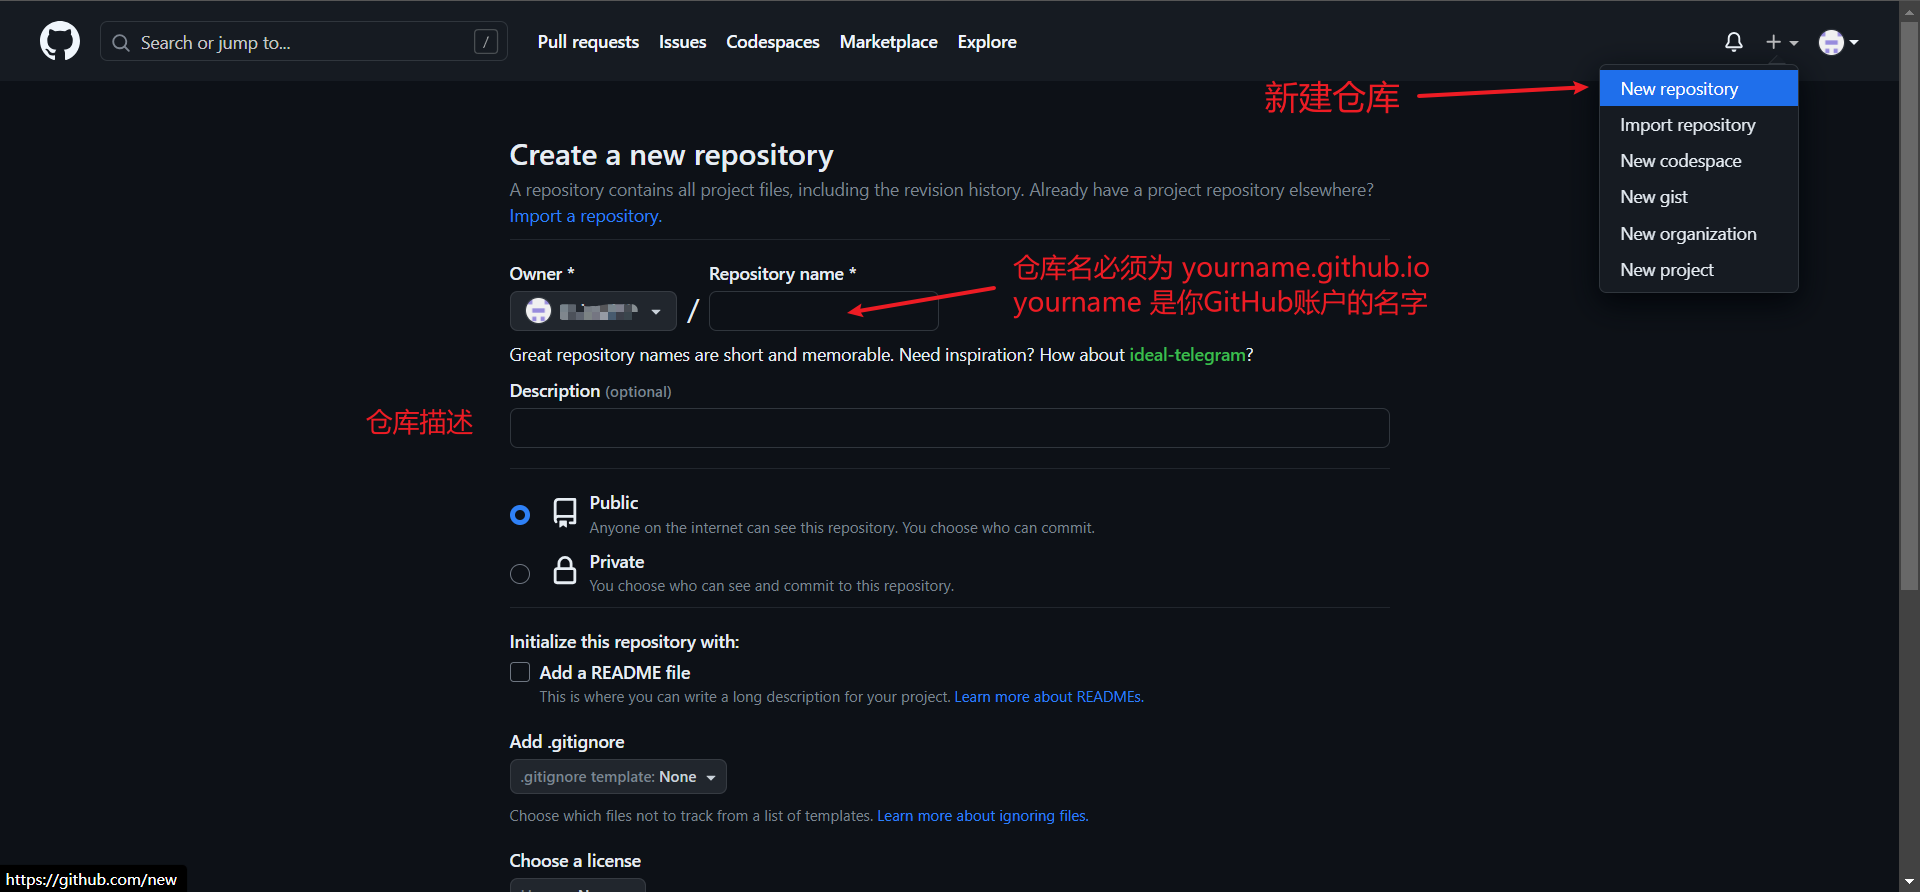 Search or jump to...
/
Pull requests
Issues
Codespaces
Marketplace
Explore
新建仓库
New repository
Import repository
New codespace
New gist
New organization
New project
Create a new repository
A repository contains all project files, including the revision history. Already have a project repository elsewhere?
Import a repository.
Owner *
Repository name *
/
仓库名必须为 yourname.github.io
yourname 是你GitHub账户的名字
Great repository names are short and memorable. Need inspiration? How about ideal-telegram?
Description (optional)
仓库描述
Public
Anyone on the internet can see this repository. You choose who can commit.
Private
You choose who can see and commit to this repository.
Initialize this repository with:
Add a README file
This is where you can write a long description for your project. Learn more about READMEs.
Add .gitignore
.gitignore template: None
Choose which files not to track from a list of templates. Learn more about ignoring files.
Choose a license
https://github.com/new